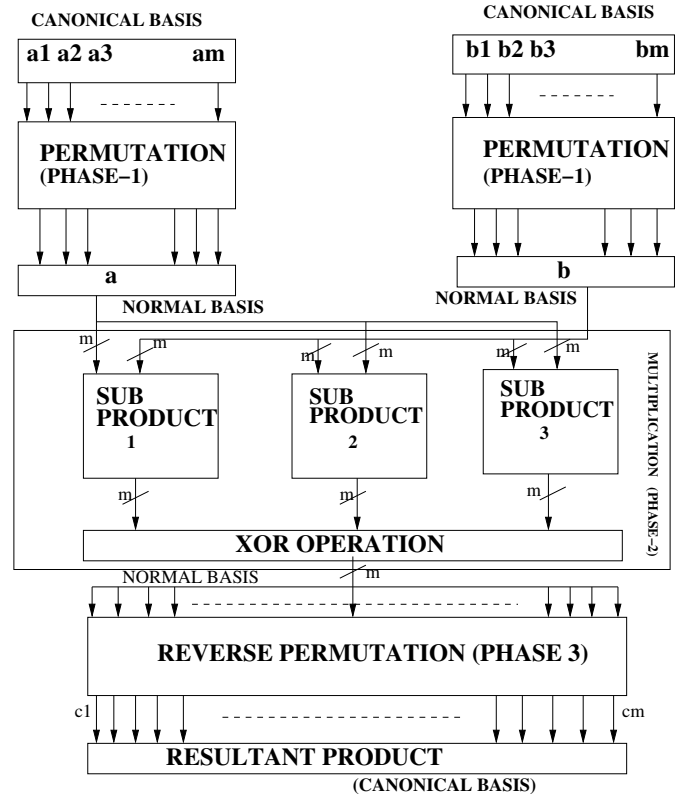 CANONICAL BASIS
a1 a2 a3 am
PERMUTATION
(PHASE−1)
a
NORMAL BASIS
CANONICAL BASIS
b1 b2 b3 bm
PERMUTATION
(PHASE−1)
b
NORMAL BASIS
m m m m m m
SUB
PRODUCT
1
SUB
PRODUCT
2
SUB
PRODUCT
3
MULTIPLICATION (PHASE−2)
m m m
XOR OPERATION
NORMAL BASIS m
REVERSE PERMUTATION (PHASE 3)
c1 cm
RESULTANT PRODUCT
(CANONICAL BASIS)